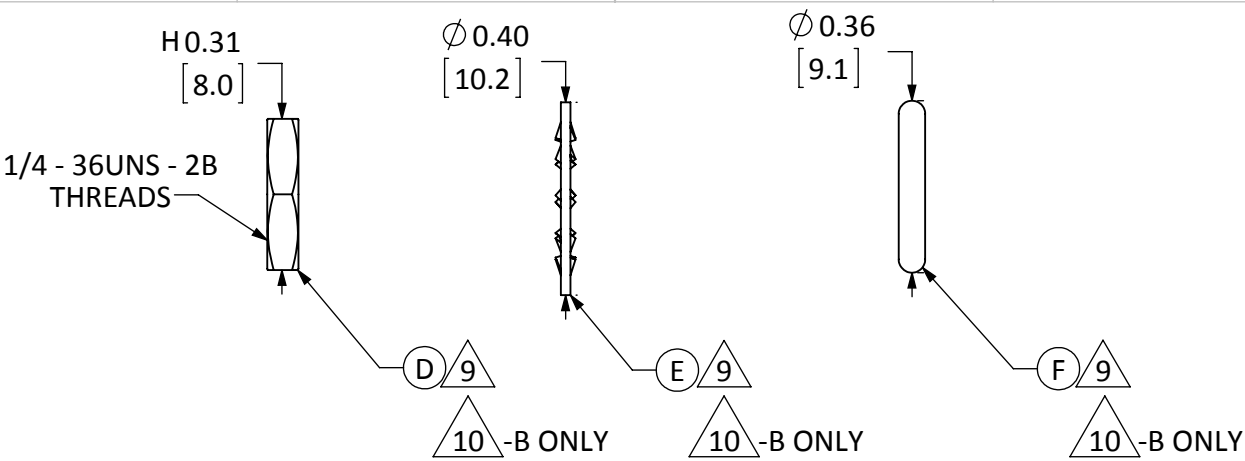 H 0.31
[8.0]
1/4 - 36UNS - 2B
THREADS
D 9
10 -B ONLY
⌀ 0.40
[10.2]
E 9
10 -B ONLY
⌀ 0.36
[9.1]
F 9
10 -B ONLY